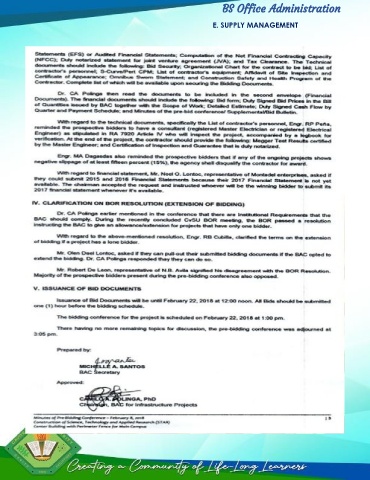 BS Office Administration
E. SUPPLY MANAGEMENT
Statements (EFS) or Audited Financial Statements; Computation of the Net Financial Contracting Capacity
(NFCC); Duly notarized statement for joint venture agreement (JVA); and Tax Clearance. The Technical
documents should include the following: Bid Security; Organizational Chart for the contract to be bid; List of
contractor's personnel; S-Curve/Pert CPM; List of contractor's equipment; Affidavit of Site Inspection and
Certificate of Appearance; Omnibus Sworn Statement; and Construction Safety and Health Program of the
Contractor. Complete list of which will be available upon securing the Bidding Documents.
Dr. CA Polinga then read the documents to be included in the second envelope (Financial
Documents). The financial documents should include the following: Bid form; Duly Signed Bid Prices in the Bill
of Quantities issued by BAC together with the Scope of Work; Detailed Estimate; Duly Signed Cash Flow by
Quarter and Payment Schedule; and Minutes of the pre-bid conference/ Supplemental/Bid Bulletin.
With regard to the technical documents, specifically the List of contractor's personnel, Engr. RP Peña,
reminded the prospective bidders to have a consultant (registered Master Electrician or registered Electrical
Engineer) as stipulated in RA 7920 Article IV who will inspect the project, accompanied by a logbook for
verification. At the end of the project, the contractor should provide the following: Megger Test Results certified
by the Master Engineer; and Certification of Inspection and Guarantee that is duly notarized.
Engr. MA Dagasdas also reminded the prospective bidders that if any of the ongoing projects shows
negative slippage of at least fifteen percent (15%), the agency shall disqualify the contractor for award.
With regard to financial statement, Mr. Neel O. Lontoc, representative of Montadel enterprises, asked if
they could submit 2015 and 2016 Financial Statements because their 2017 Financial Statement is not yet
available. The chairman accepted the request and instructed whoever will be the winning bidder to submit its
2017 financial statement whenever it is available.
IV. CLARIFICATION ON BOR RESOLUTION (EXTENSION OF BIDDING)
Dr. CA Polinga earlier mentioned in the conference that there are Institutional Requirements that the
BAC should comply. During the recently concluded CvSU BOR meeting, the BOR passed a resolution
instructing the BAC to give an allowance/extension for projects that have only one bidder.
With regard to the above-mentioned resolution, Engr. RB Cubille, clarified the terms on the extension
of bidding if a project has a lone bidder.
Mr. Olen Deel Lontoc, asked if they can pull out their submitted bidding documents if the BAC opted to
extend the bidding. Dr. CA Polinga responded that they can do so.
Mr. Robert De Leon, representative of N.B. Avila signified his disagreement with the BOR Resolution.
Majority of the prospective bidders present during the pre-bidding conference also opposed.
V. ISSUANCE OF BID DOCUMENTS
Issuance of Bid Documents will be until February 22, 2018 at 12:00 noon. All Bids should be submitted
one (1) hour before the bidding schedule.
The bidding conference for the project is scheduled on February 22, 2018 at 1:00 pm.
There having no more remaining topics for discussion, the pre-bidding conference was adjourned at
3:05 pm.
Prepared by:
MICHELLE A. SANTOS
BAC Secretary
Approved:
CAMILO A. POLINGA, PhD
Chairman, BAC for Infrastructure Projects
Minutes of Pre-Bidding Conference – February 8, 2018
Construction of Science, Technology and Applied Research (STAR)
Center Building with Perimeter Fence for Main Campus
Creating a Community of Life-Long Learners